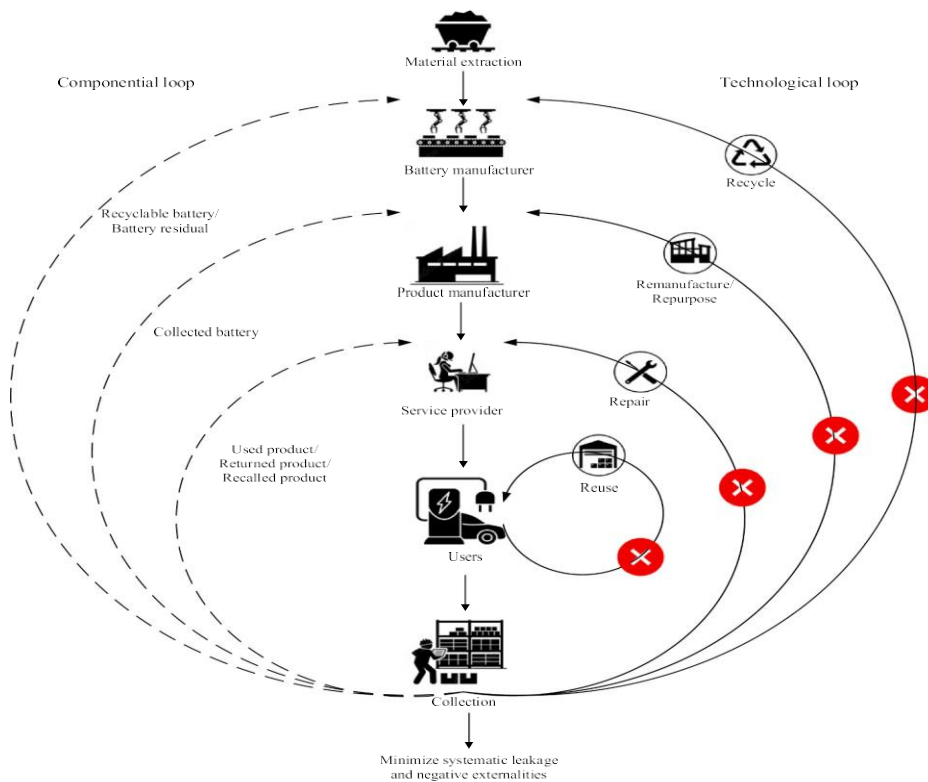 Material extraction
Componential loop
Technological loop
Battery manufacturer
Recycle
Recyclable battery/
Battery residual
Product manufacturer
Remanufacture/
Repurpose
Collected battery
Service provider
Repair
Used product/
Returned product/
Recalled product
Reuse
Users
Collection
Minimize systematic leakage
and negative externalities